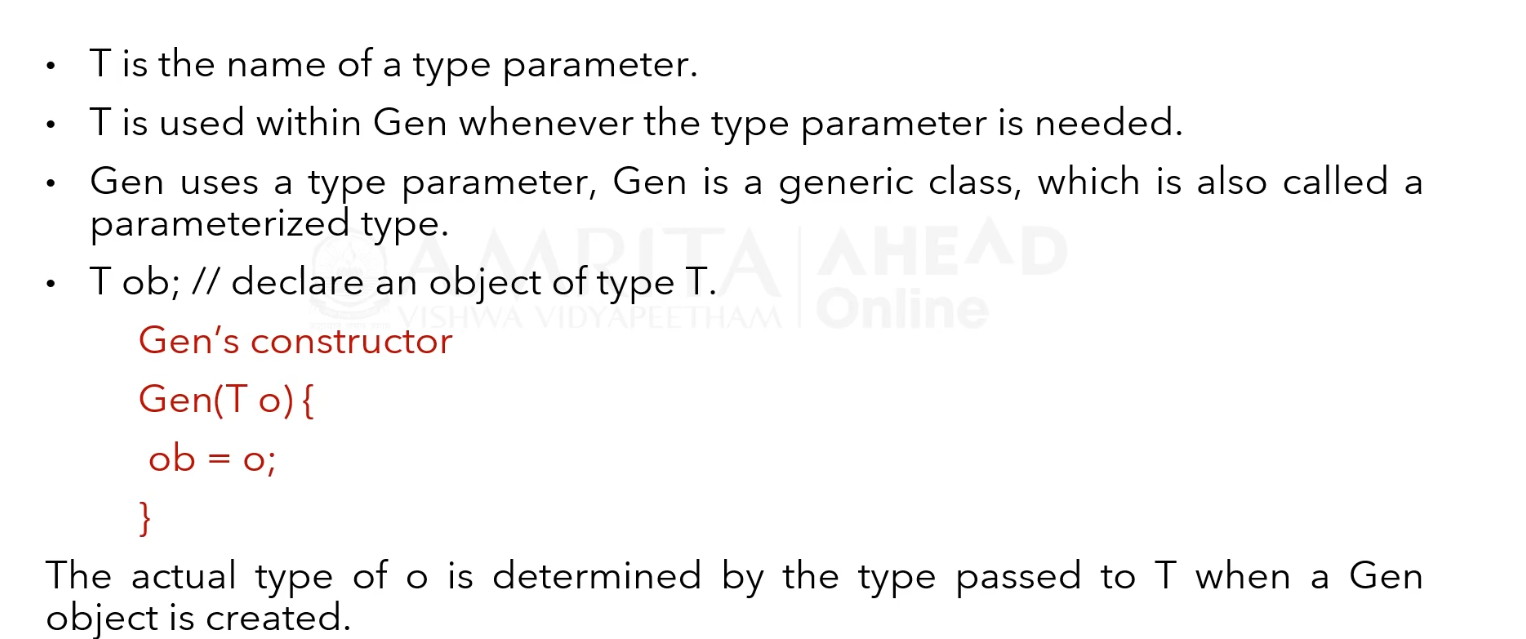 • T is the name of a type parameter.
• T is used within Gen whenever the type parameter is needed.
• Gen uses a type parameter, Gen is a generic class, which is also called a
parameterized type.
AMRITA AHEAD
• T ob; // declare an object of type T.
VISHWA VIDYAPEETHAM Online
Gen’s constructor
Gen(T o) {
ob = o;
}
The actual type of o is determined by the type passed to T when a Gen
object is created.